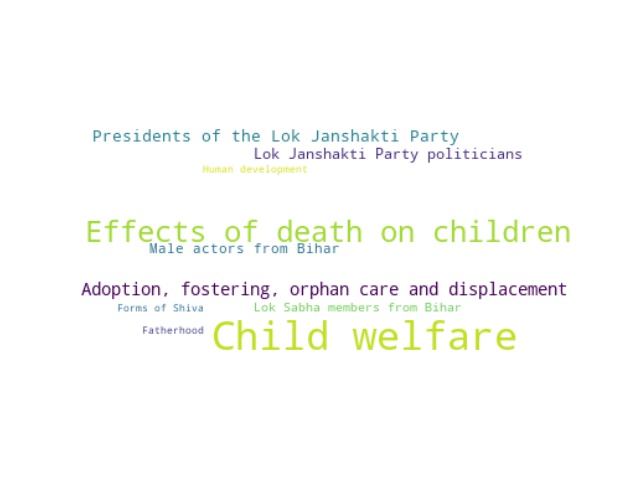 Presidents of the Lok Janshakti Party
Lok Janshakti Party politicians
Human development
Effects of death on children
Male actors from Bihar
Adoption, fostering, orphan care and displacement
Forms of Shiva
Lok Sabha members from Bihar
Fatherhood
Child welfare